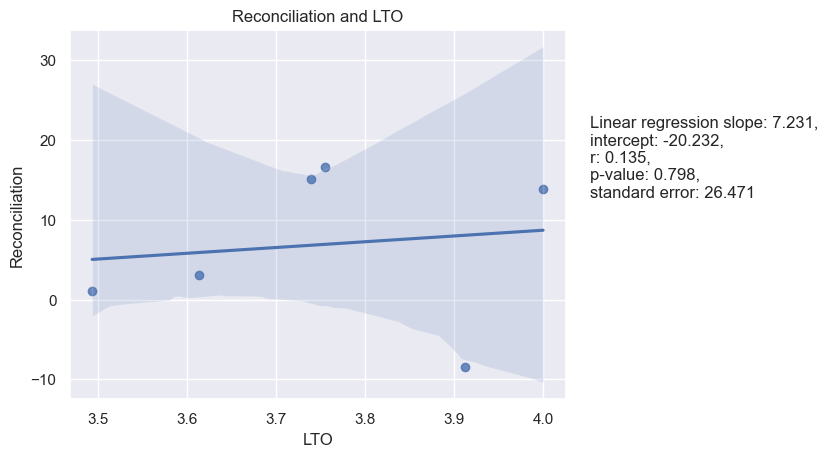 Reconciliation and LTO
Reconciliation
30
20
10
0
−10
3.5 3.6 3.7 3.8 3.9 4.0
LTO
Linear regression slope: 7.231,
intercept: -20.232,
r: 0.135,
p-value: 0.798,
standard error: 26.471